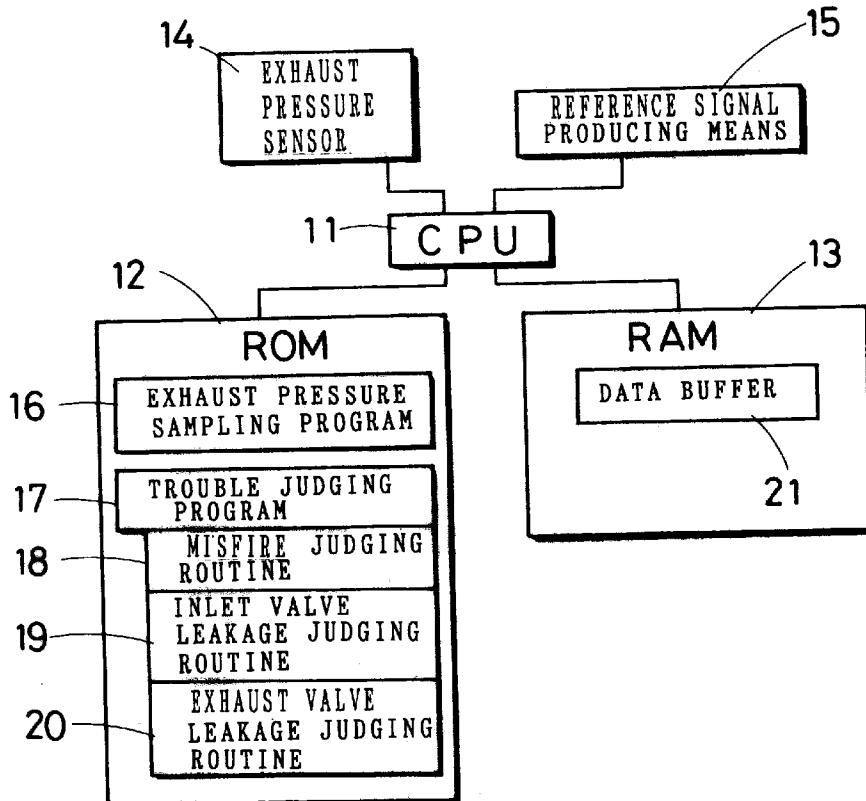 14
EXHAUST
PRESSURE
SENSOR
15
REFERENCE SIGNAL
PRODUCING MEANS
11
CPU
12
ROM
16
EXHAUST PRESSURE
SAMPLING PROGRAM
17
TROUBLE JUDGING
PROGRAM
18
MISFIRE JUDGING
ROUTINE
19
INLET VALVE
LEAKAGE JUDGING
ROUTINE
20
EXHAUST VALVE
LEAKAGE JUDGING
ROUTINE
13
RAM
DATA BUFFER
21